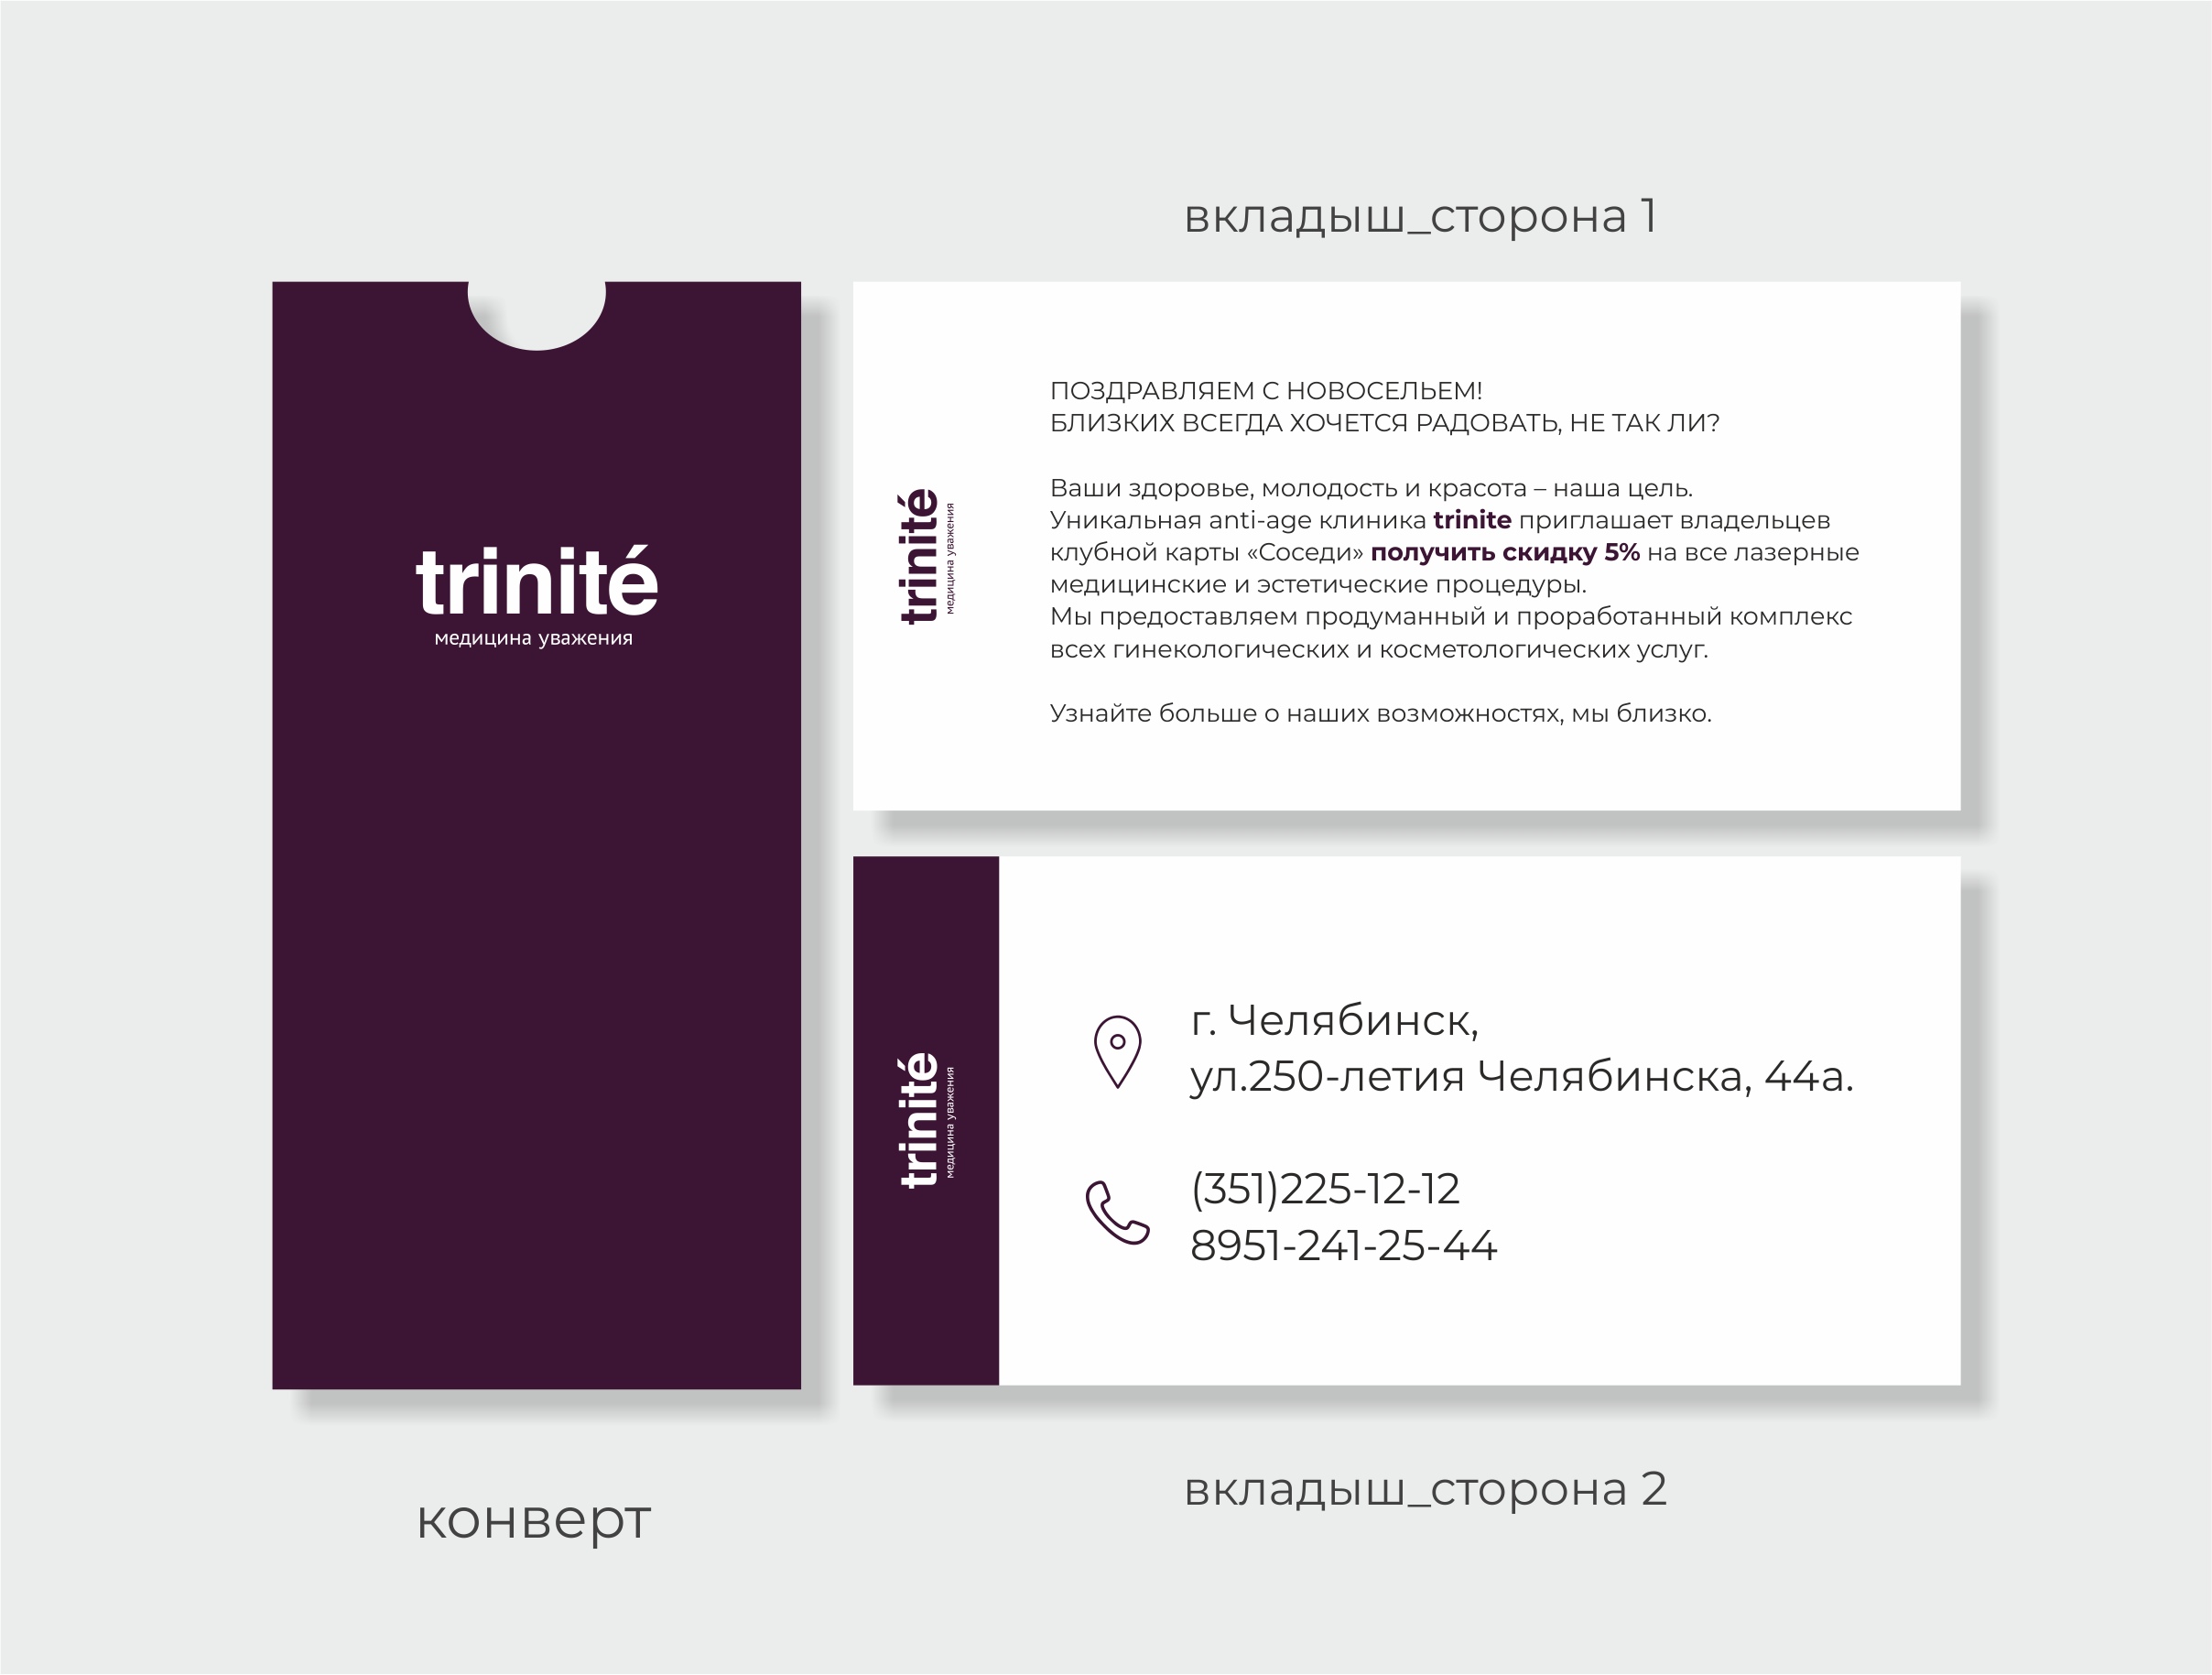 вкладыш_сторона 1
trinité
медицина уважения
trinité
медицина уважения
ПОЗДРАВЛЯЕМ С НОВОСЕЛЬЕМ!
БЛИЗКИХ ВСЕГДА ХОЧЕТСЯ РАДОВАТЬ, НЕ ТАК ЛИ?
Ваши здоровье, молодость и красота – наша цель.
Уникальная anti-age клиника trinite приглашает владельцев
клубной карты «Соседи» получить скидку 5% на все лазерные
медицинские и эстетические процедуры.
Мы предоставляем продуманный и проработанный комплекс
всех гинекологических и косметологических услуг.
Узнайте больше о наших возможностях, мы близко.
trinité
медицина уважения
г. Челябинск,
ул.250-летия Челябинска, 44а.
(351)225-12-12
8951-241-25-44
вкладыш_сторона 2
конверт